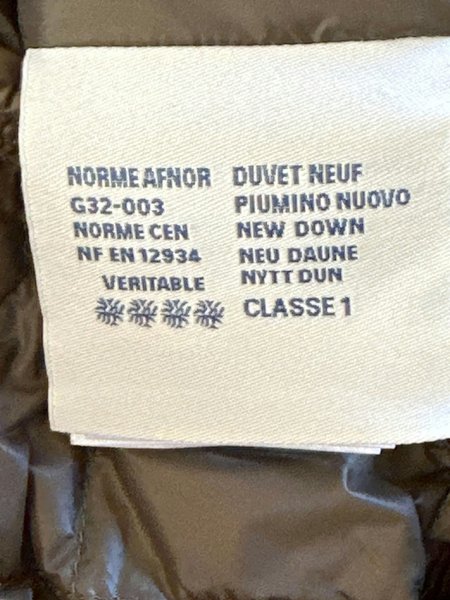 NORME AFNOR
G32-003
NORME CEN
NF EN 12934
VERITABLE
DUVET NEUF
PIUMINO NUOVO
NEW DOWN
NEU DAUNE
NYTT DUN
CLASSE 1